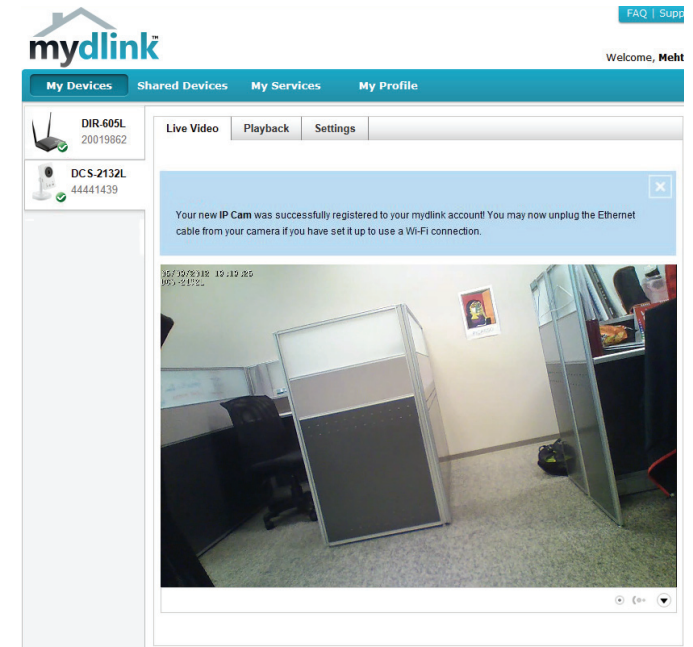 FAQ | Supp
mydlink
Welcome, Meht
My Devices Shared Devices My Services My Profile
DIR-605L
20019862
DCS-2132L
44441439
Live Video Playback Settings
Your new IP Cam was successfully registered to your mydlink account! You may now unplug the Ethernet
cable from your camera if you have set it up to use a Wi-Fi connection.